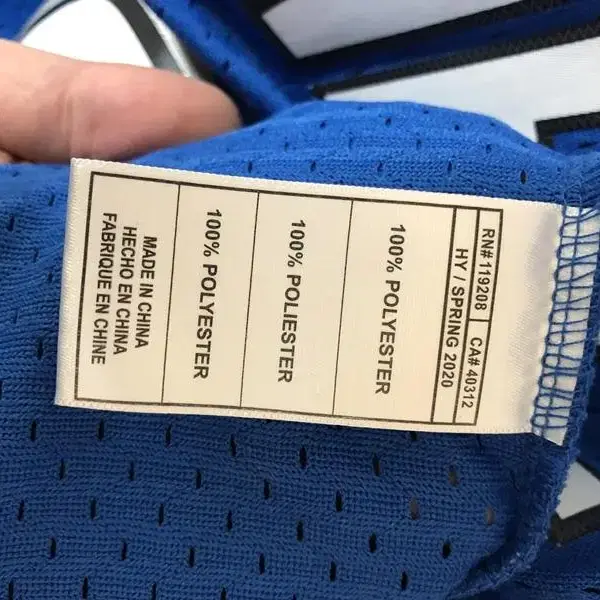 RN# 119208 CA# 40312
HY / SPRING 2020
100% POLYESTER
100% POLIESTER
100% POLYESTER
MADE IN CHINA
HECHO EN CHINA
FABRIQUE EN CHINE